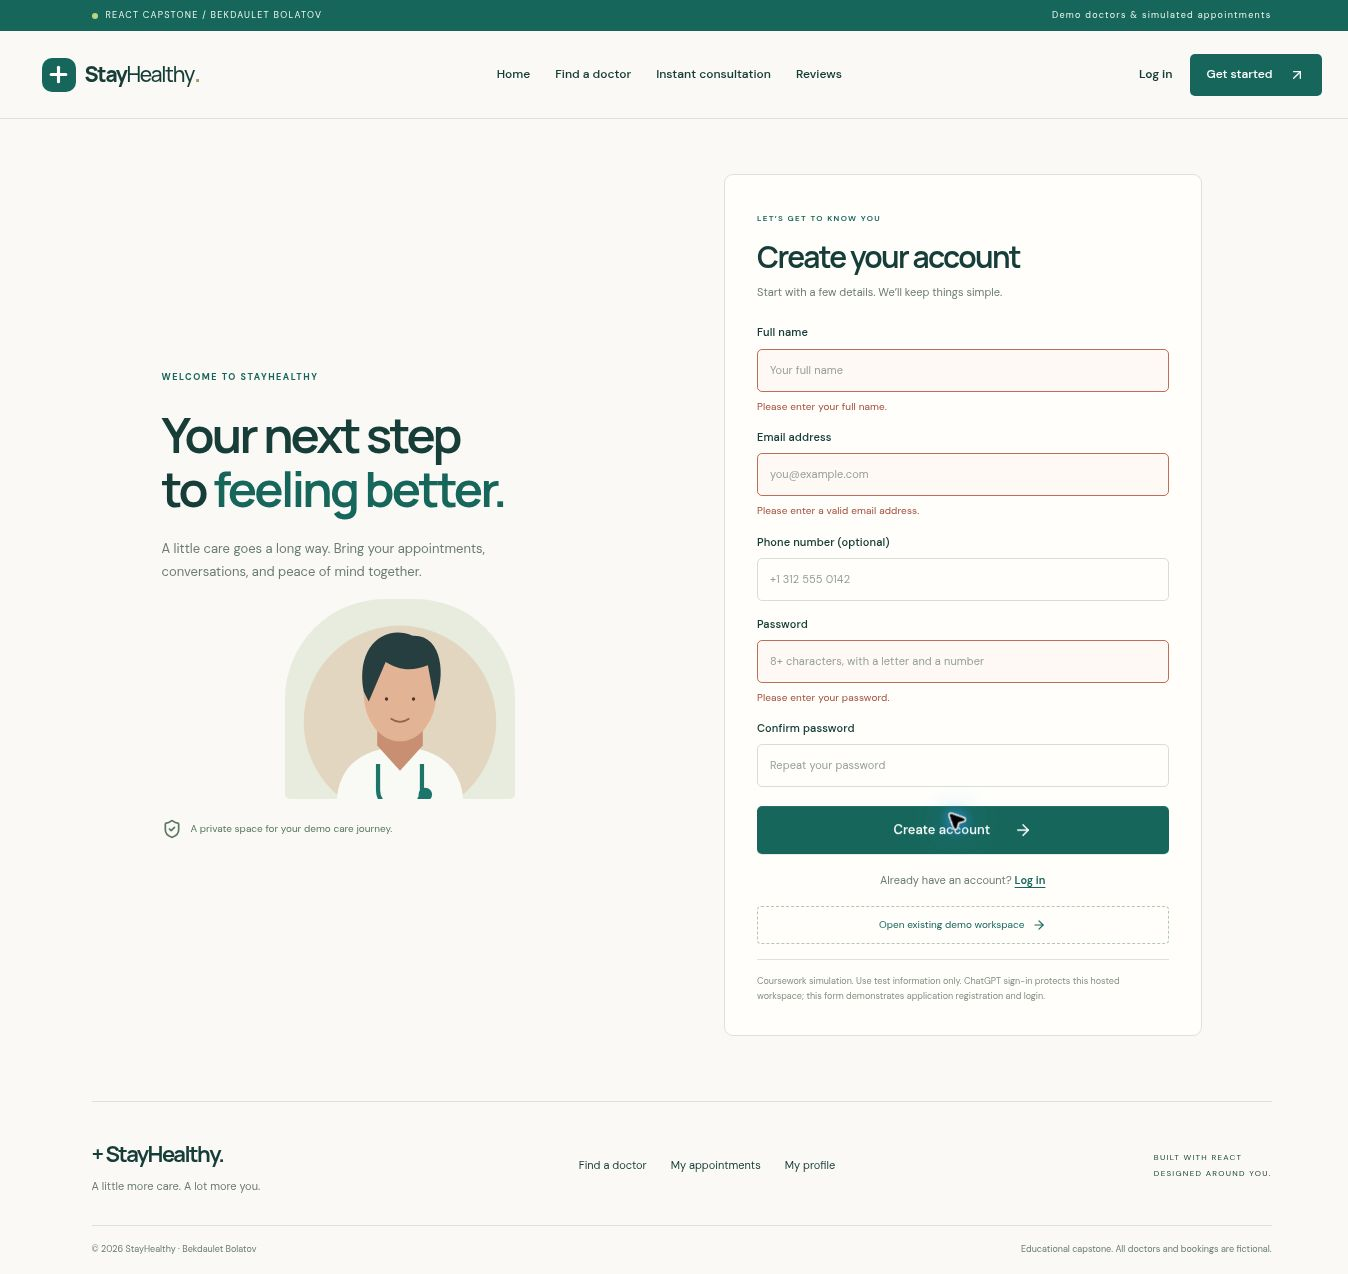 REACT CAPSTONE / BEKDAULET BOLATOV
Demo doctors & simulated appointments
StayHealthy.
Home
Find a doctor
Instant consultation
Reviews
Log in
Get started
WELCOME TO STAYHEALTHY
Your next step
to feeling better.
A little care goes a long way. Bring your appointments,
conversations, and peace of mind together.
A private space for your demo care journey.
LET'S GET TO KNOW YOU
Create your account
Start with a few details. We'll keep things simple.
Full name
Your full name
Please enter your full name.
Email address
you@example.com
Please enter a valid email address.
Phone number (optional)
+1 312 555 0142
Password
8+ characters, with a letter and a number
Please enter your password.
Confirm password
Repeat your password
Create account
Already have an account? Log in
Open existing demo workspace
Coursework simulation. Use test information only. ChatGPT sign-in protects this hosted
workspace; this form demonstrates application registration and login.
+ StayHealthy.
A little more care. A lot more you.
Find a doctor
My appointments
My profile
BUILT WITH REACT
DESIGNED AROUND YOU.
© 2026 StayHealthy · Bekdaulet Bolatov
Educational capstone. All doctors and bookings are fictional.